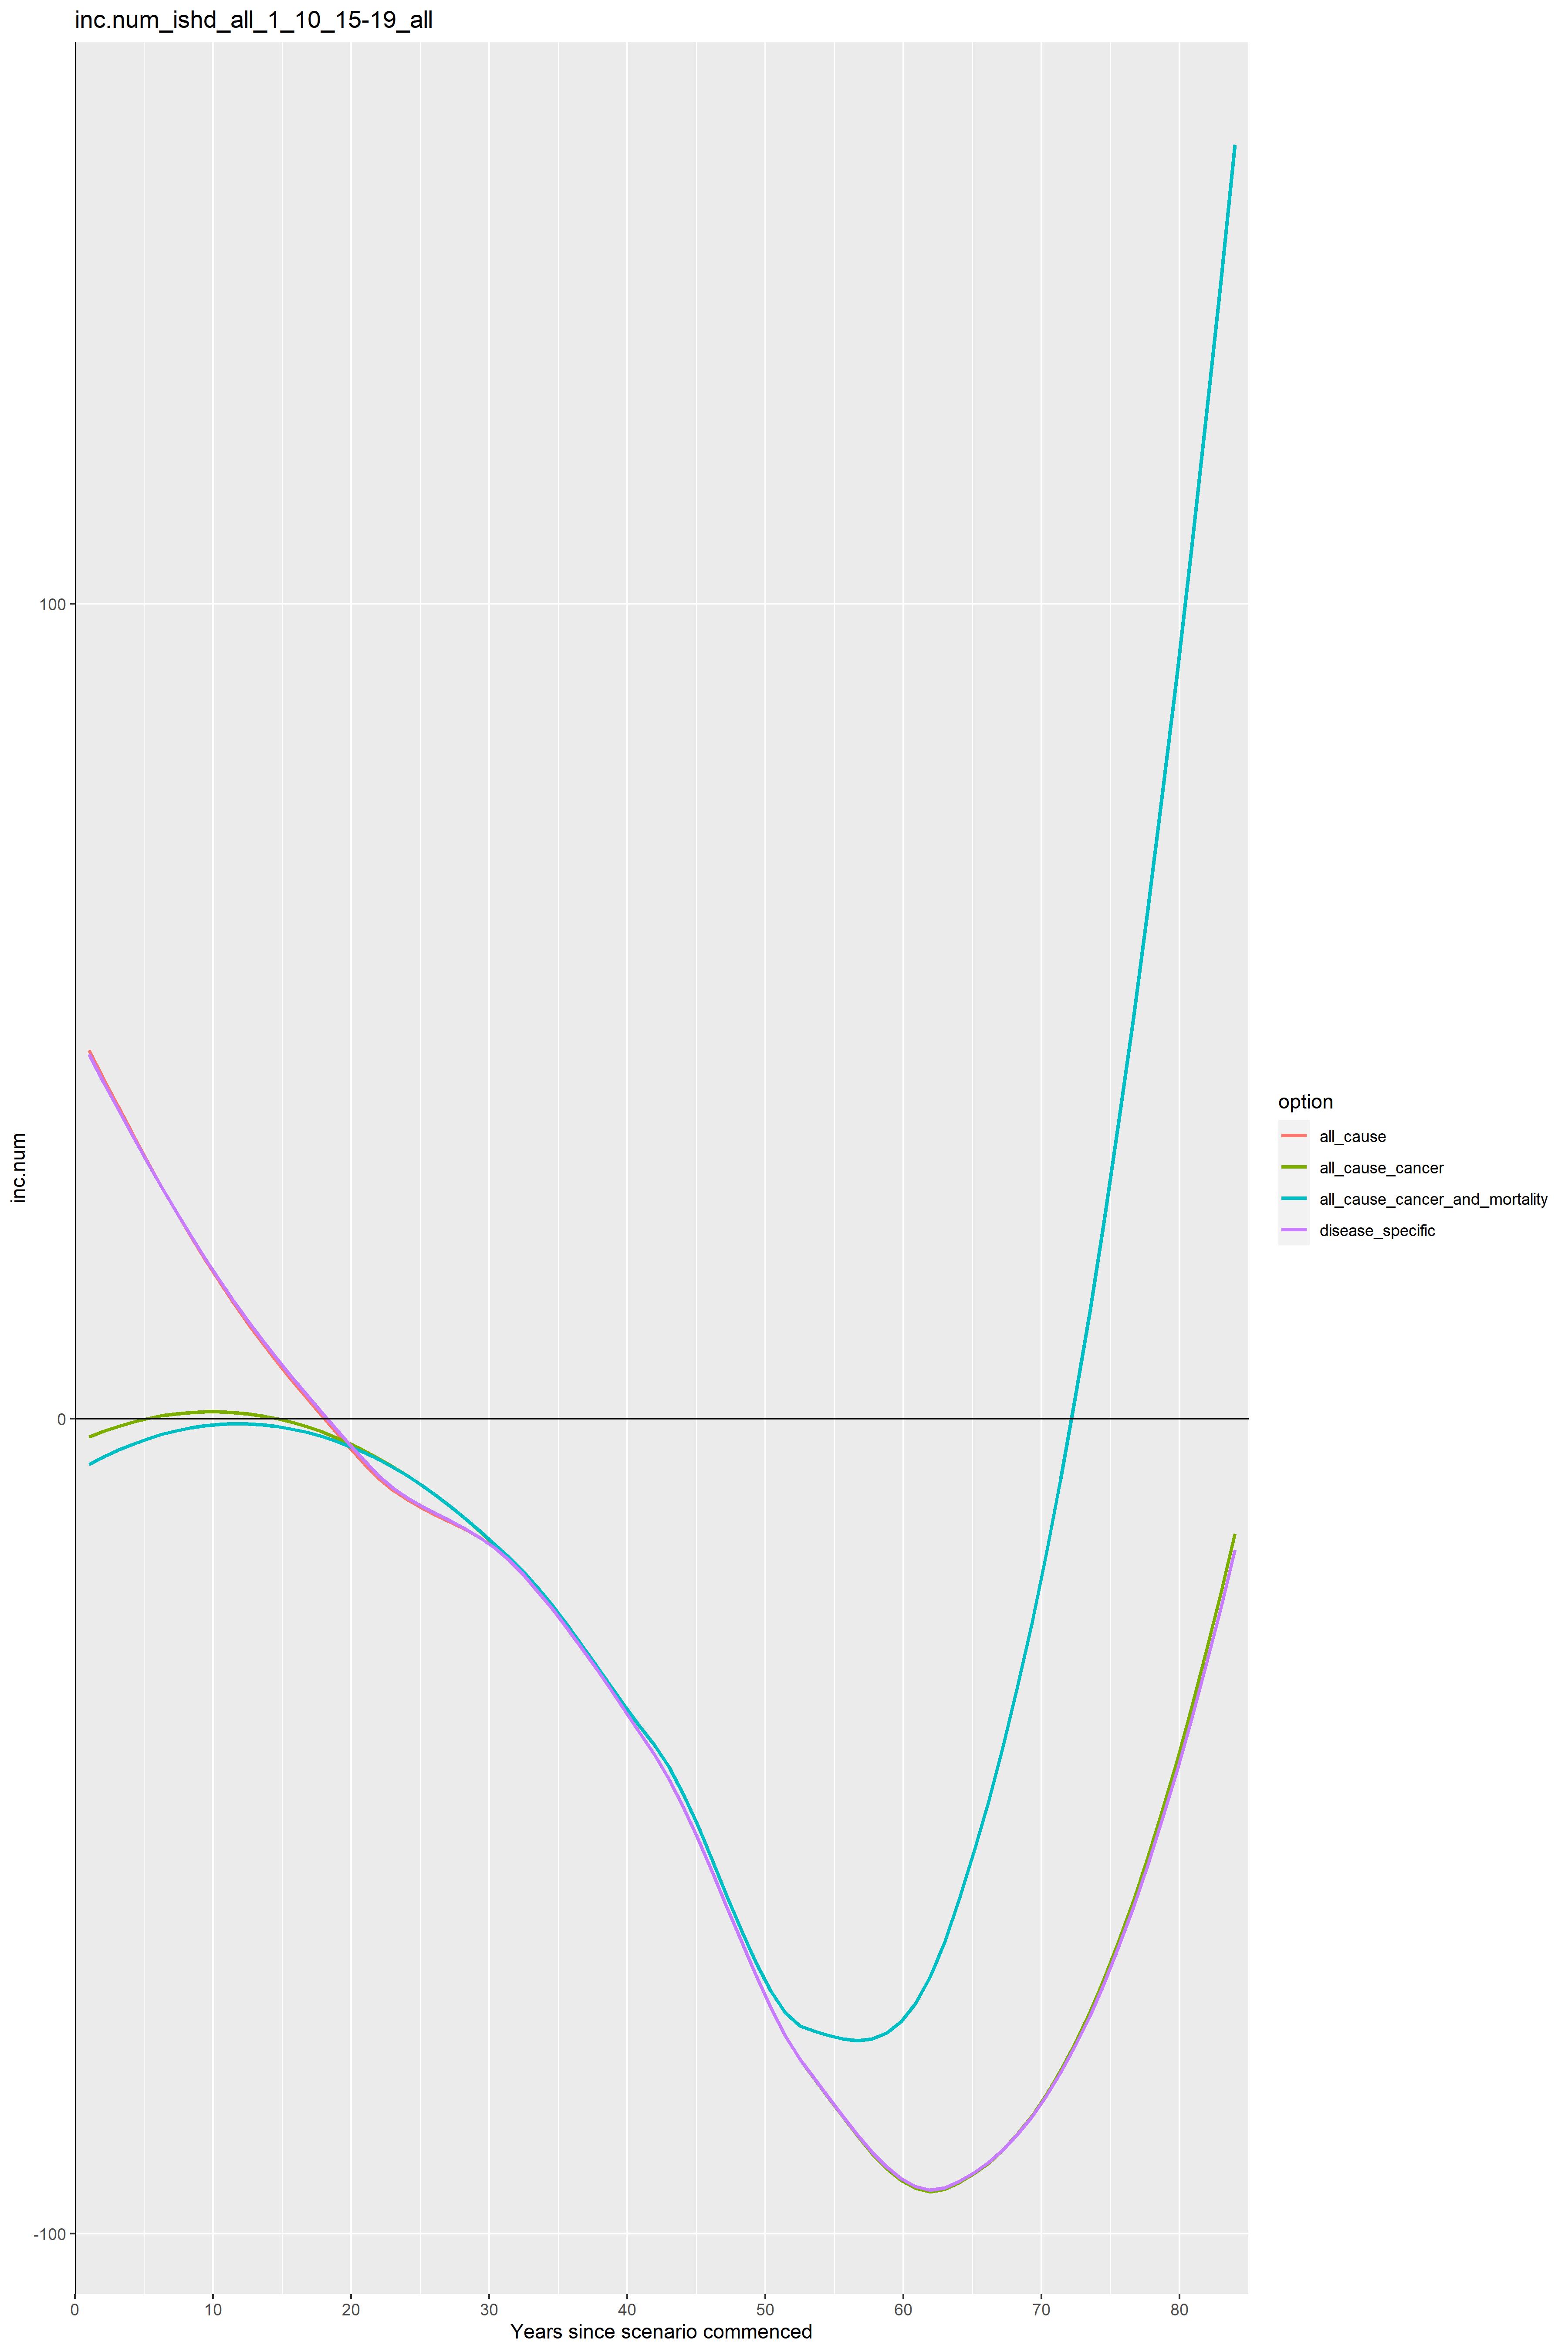 inc.num_ishd_all_1_10_15-19_all
inc.num
100
0
-100
0 10 20 30 40 50 60 70 80
Years since scenario commenced
option
all_cause
all_cause_cancer
all_cause_cancer_and_mortality
disease_specific